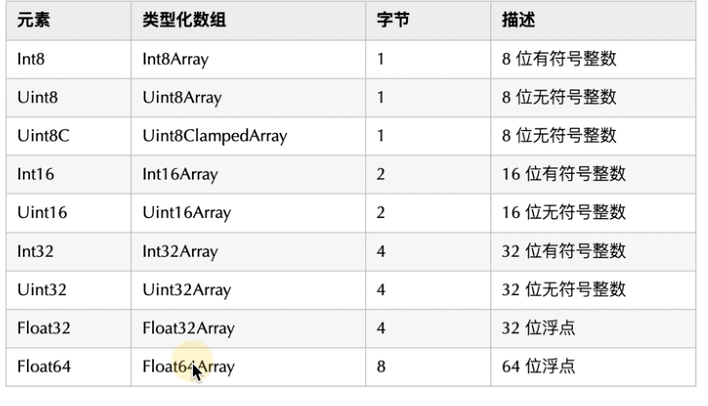 元素 类型化数组 字节 描述
Int8 Int8Array 1 8 位有符号整数
Uint8 Uint8Array 1 8 位无符号整数
Uint8C Uint8ClampedArray 1 8 位无符号整数
Int16 Int16Array 2 16 位有符号整数
Uint16 Uint16Array 2 16 位无符号整数
Int32 Int32Array 4 32 位有符号整数
Uint32 Uint32Array 4 32 位无符号整数
Float32 Float32Array 4 32 位浮点
Float64 Float64Array 8 64 位浮点